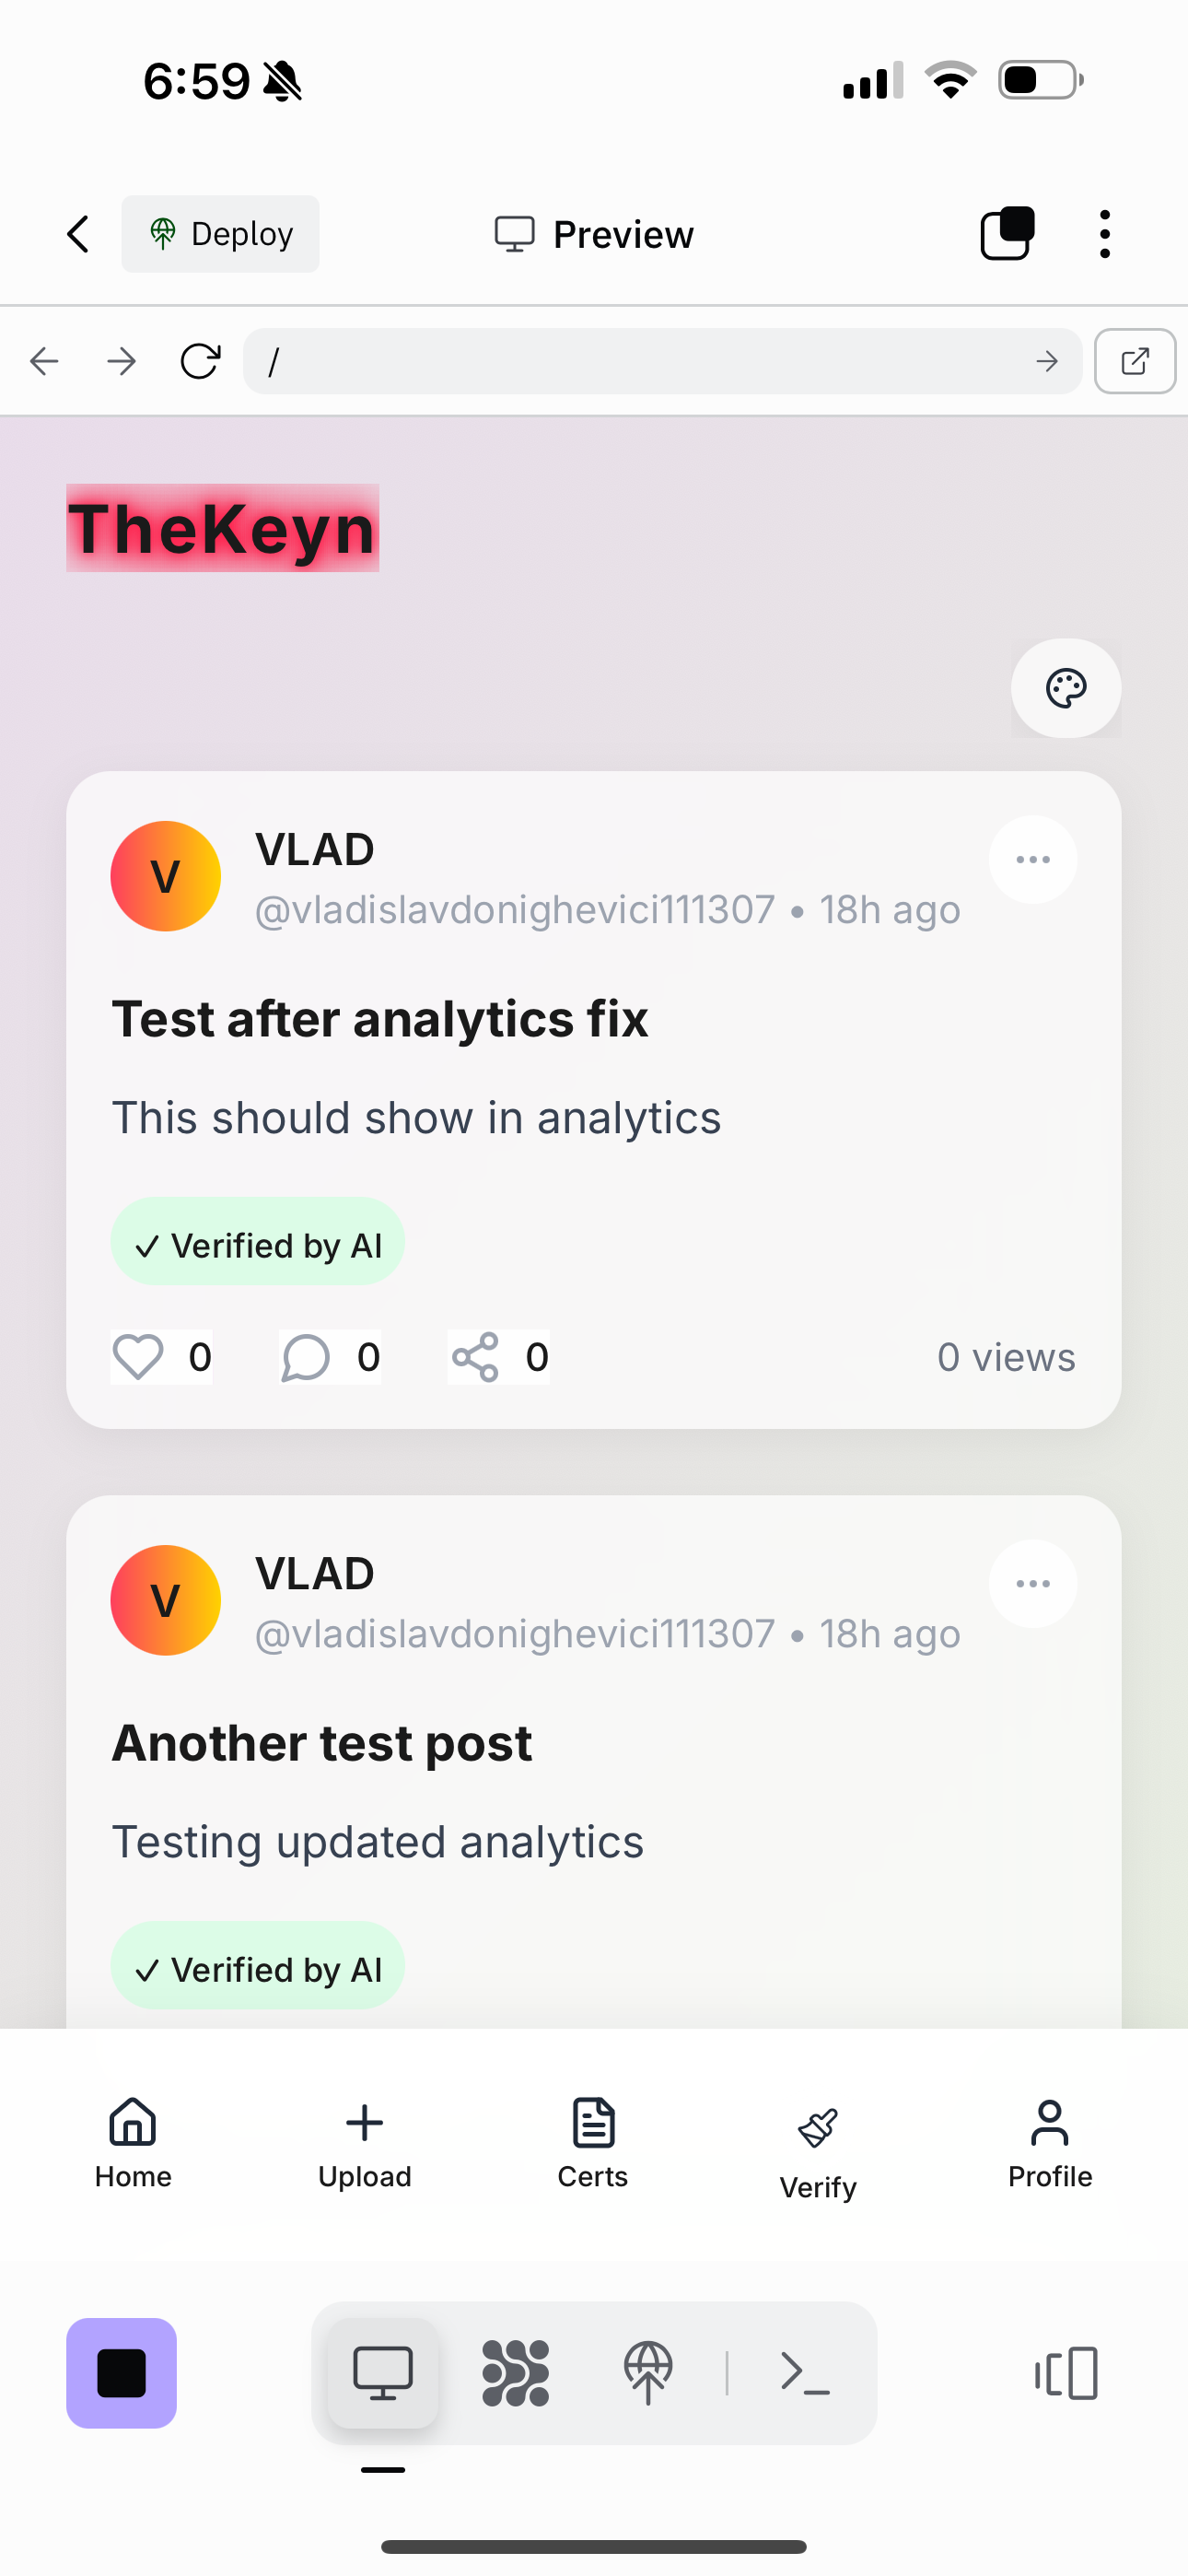 6:59
Deploy
Preview
/
TheKeyn
V
VLAD
@vladislavdonighevici111307 • 18h ago
Test after analytics fix
This should show in analytics
✓ Verified by AI
0 0 0 0 views
V
VLAD
@vladislavdonighevici111307 • 18h ago
Another test post
Testing updated analytics
✓ Verified by AI
Home Upload Certs Verify Profile